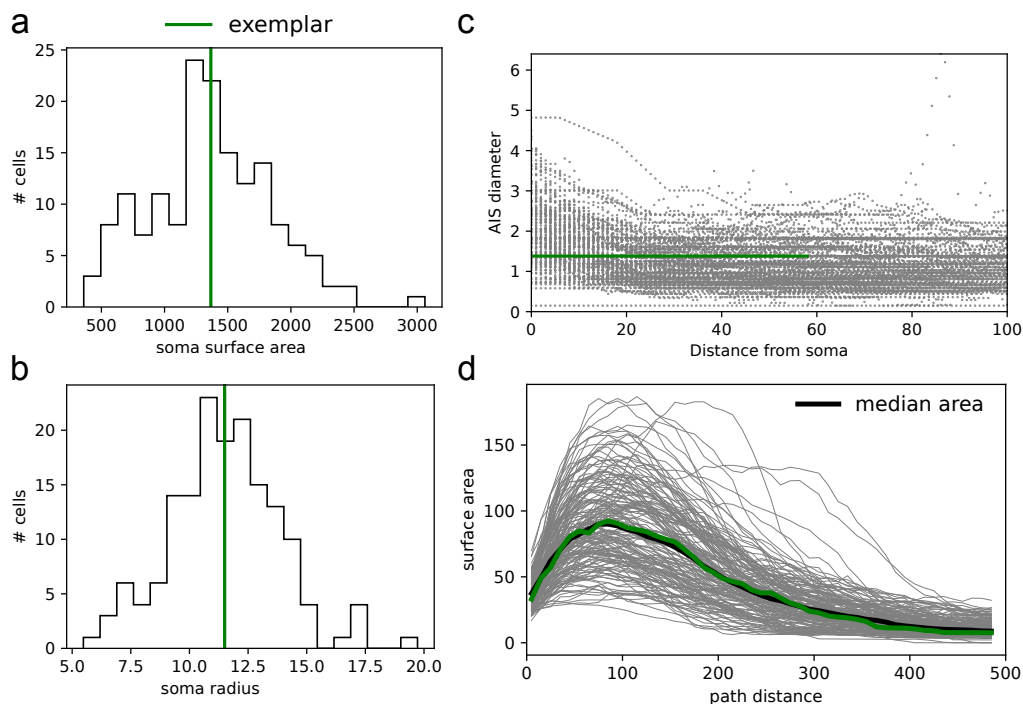 a
exemplar
25
20
15
10
5
0
# cells
500 1000 1500 2000 2500 3000
soma surface area
b
20
15
10
5
0
# cells
5.0 7.5 10.0 12.5 15.0 17.5 20.0
soma radius
c
6
5
4
3
2
1
0
AIS diameter
0 20 40 60 80 100
Distance from soma
d
median area
150
100
50
0
surface area
0 100 200 300 400 500
path distance